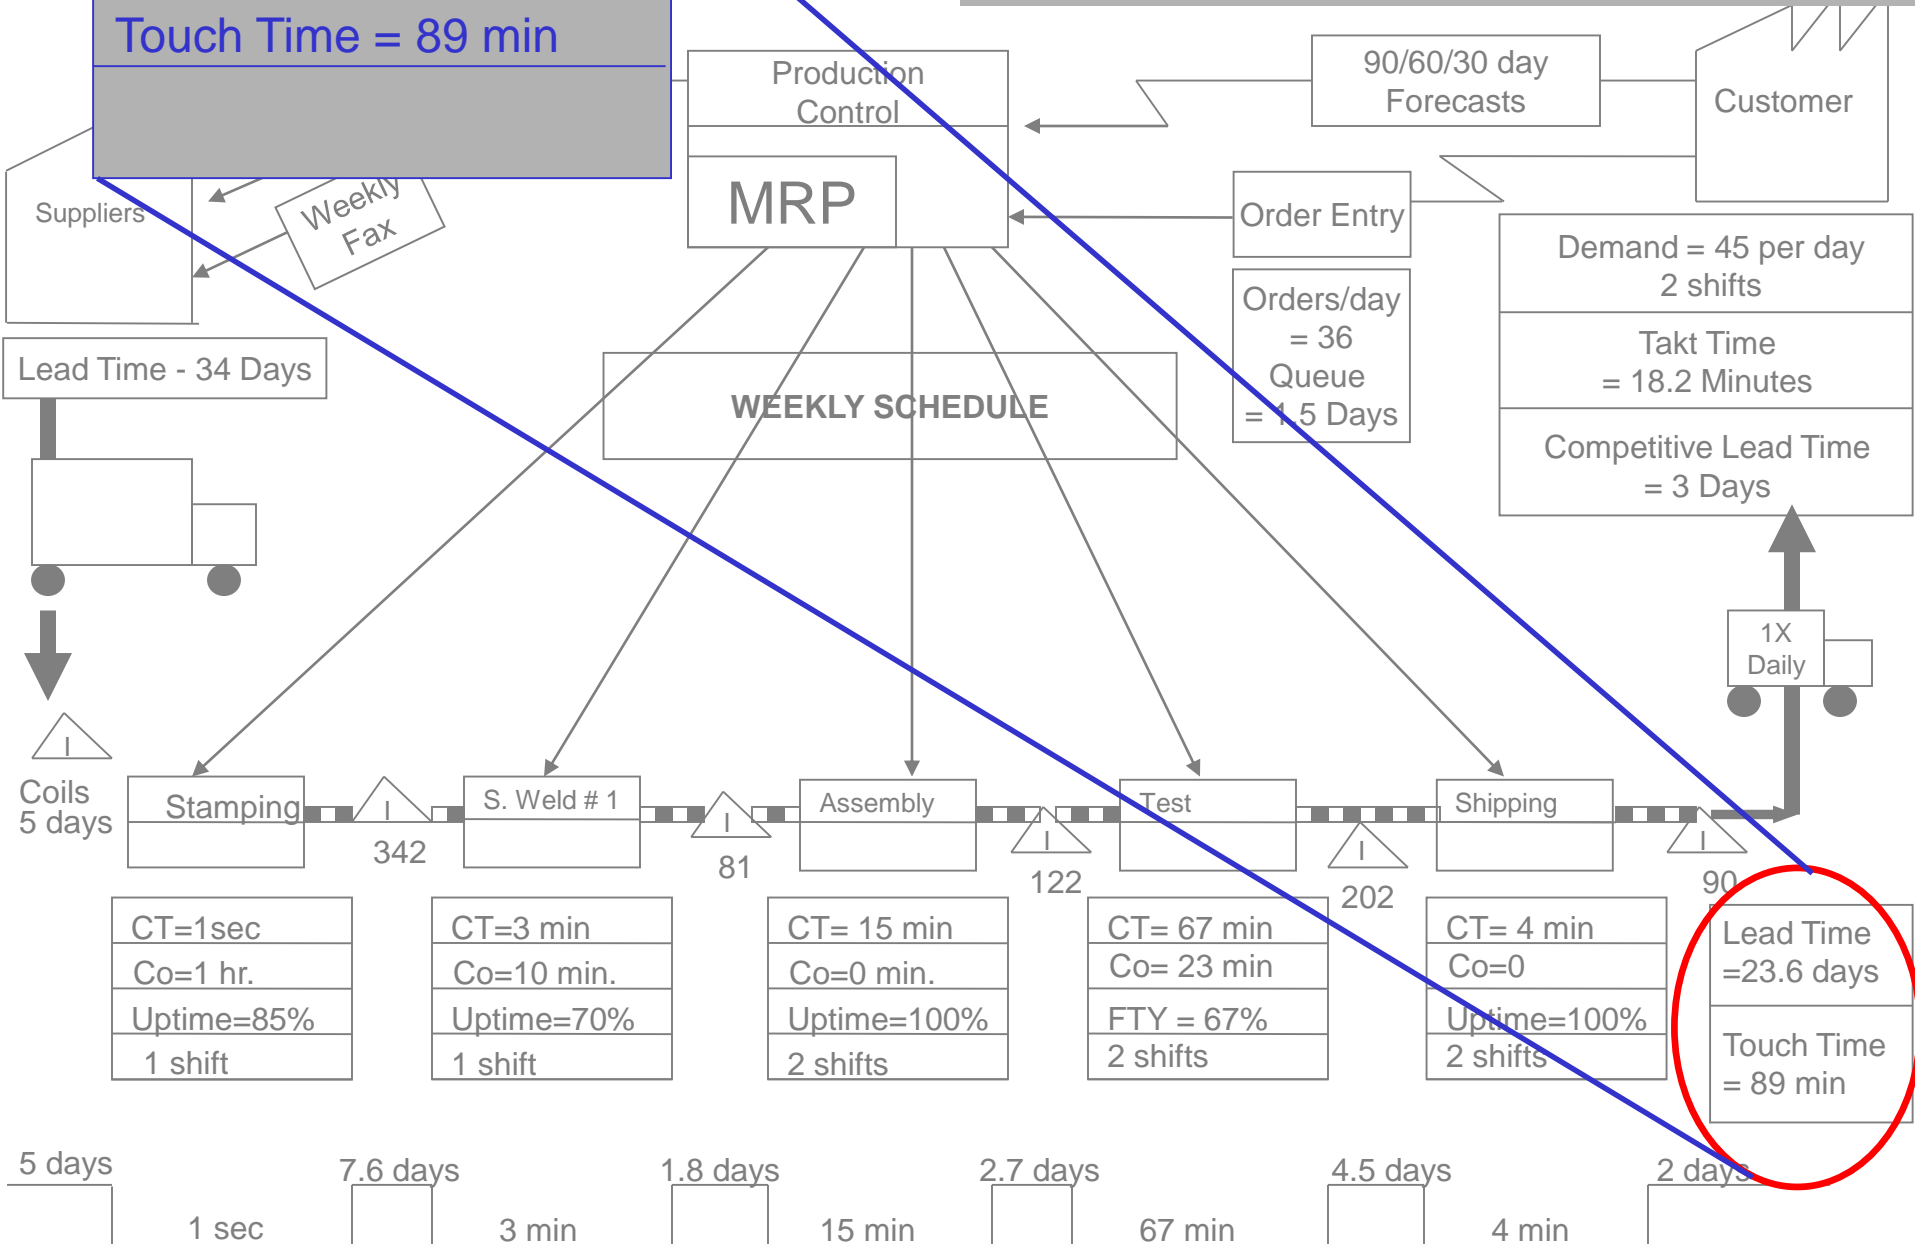 Touch Time = 89 min
Production
Control
MRP
90/60/30 day
Forecasts
Customer
Suppliers
Weekly
Fax
Order Entry
Demand = 45 per day
2 shifts
Takt Time
= 18.2 Minutes
Competitive Lead Time
= 3 Days
Orders/day
= 36
Queue
= 1.5 Days
Lead Time - 34 Days
WEEKLY SCHEDULE
1X
Daily
I
Coils
5 days
Stamping
I
342
S. Weld # 1
I
81
Assembly
I
122
Test
I
202
Shipping
I
90
CT=1sec
Co=1 hr.
Uptime=85%
1 shift
CT=3 min
Co=10 min.
Uptime=70%
1 shift
CT= 15 min
Co=0 min.
Uptime=100%
2 shifts
CT= 67 min
Co= 23 min
FTY = 67%
2 shifts
CT= 4 min
Co=0
Uptime=100%
2 shifts
Lead Time
=23.6 days
Touch Time
= 89 min
5 days
7.6 days
1.8 days
2.7 days
4.5 days
2 days
1 sec
3 min
15 min
67 min
4 min